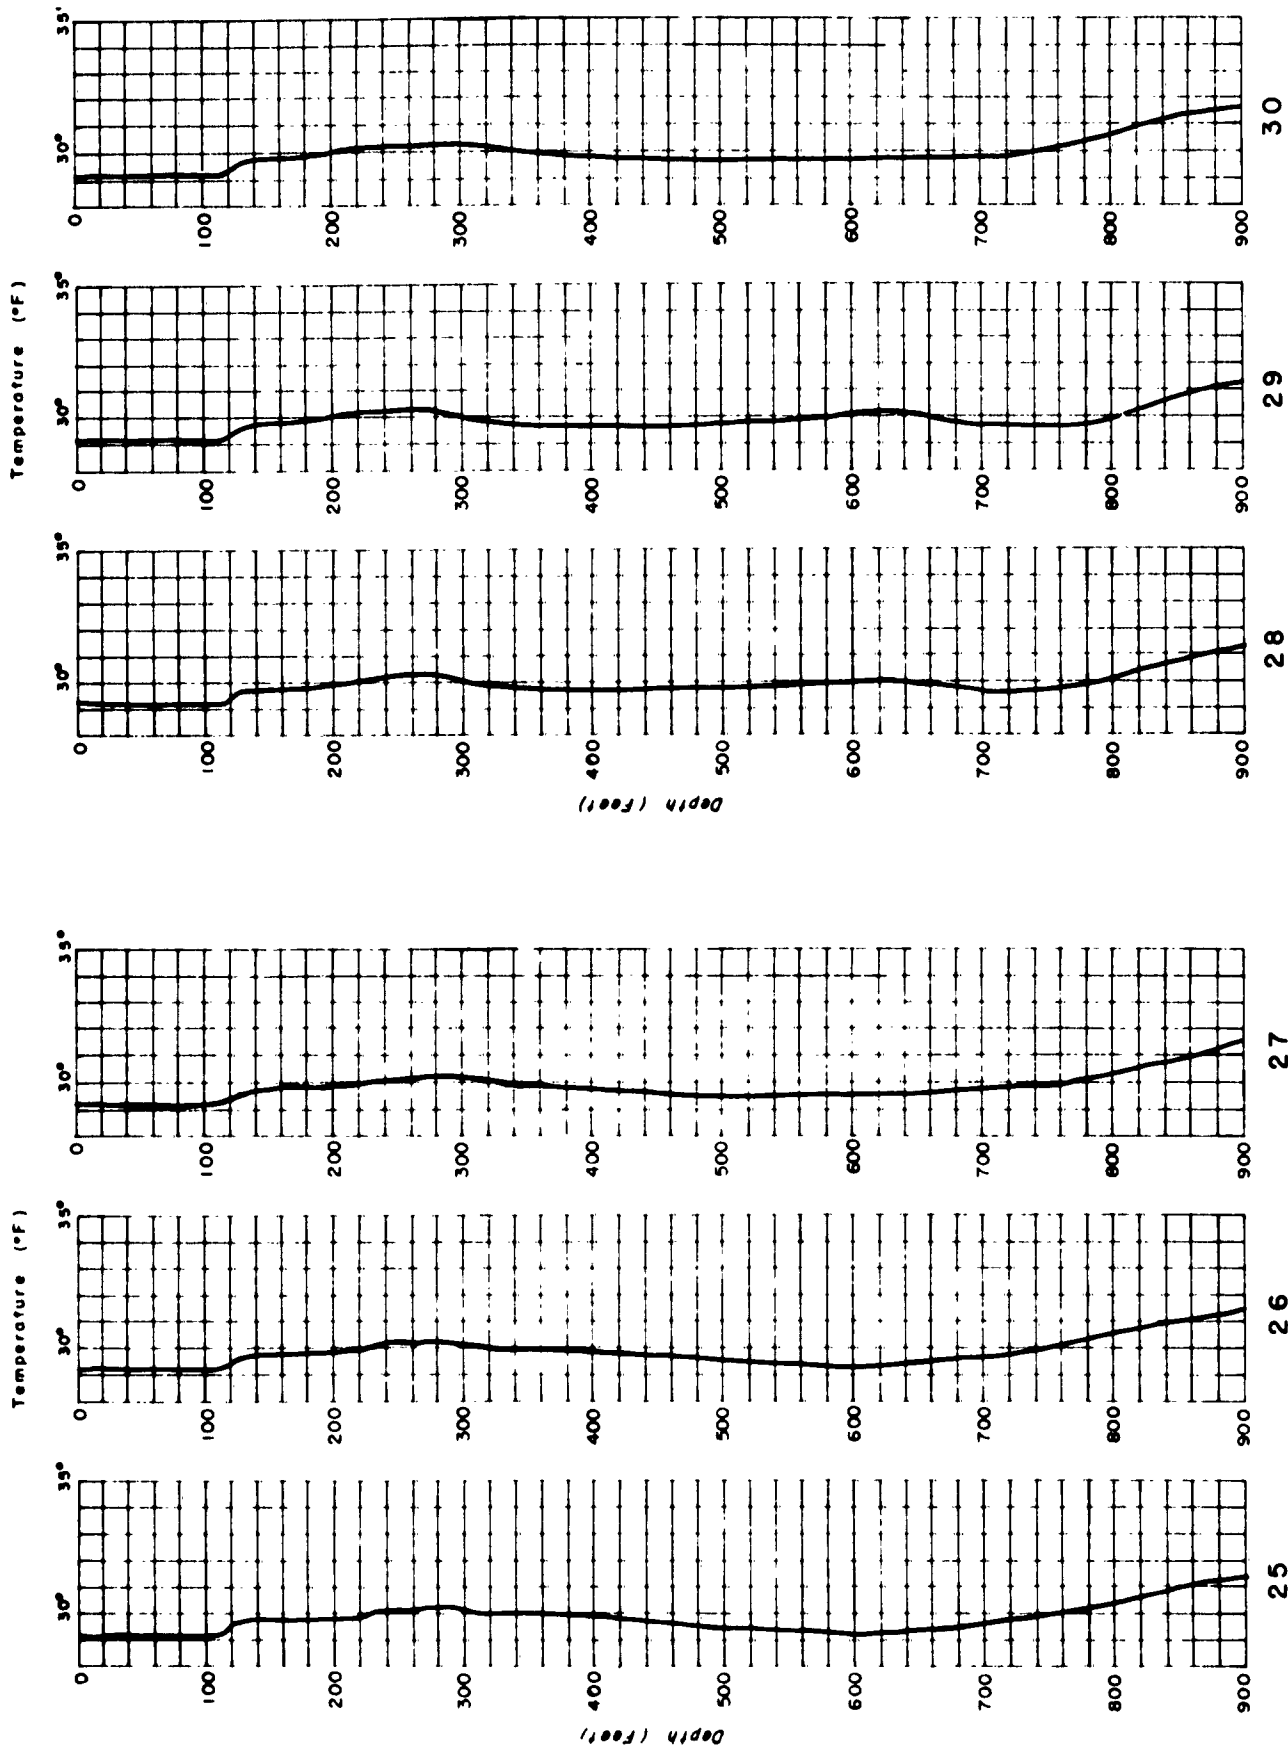 Temperature (°F) Temperature (°F)
30° 35° 30° 35° 30° 35° 30° 35° 30° 35° 30° 35'
0 0 0 0 0 0
100 100 100 100 100 100
200 200 200 200 200 200
300 300 300 300 300 300
400 400 400 400 400 400
Depth (Feet) Depth (Feet)
500 500 500 500 500 500
600 600 600 600 600 600
700 700 700 700 700 700
800 800 800 800 800 800
900 900 900 900 900 900
25 26 27 28 29 30